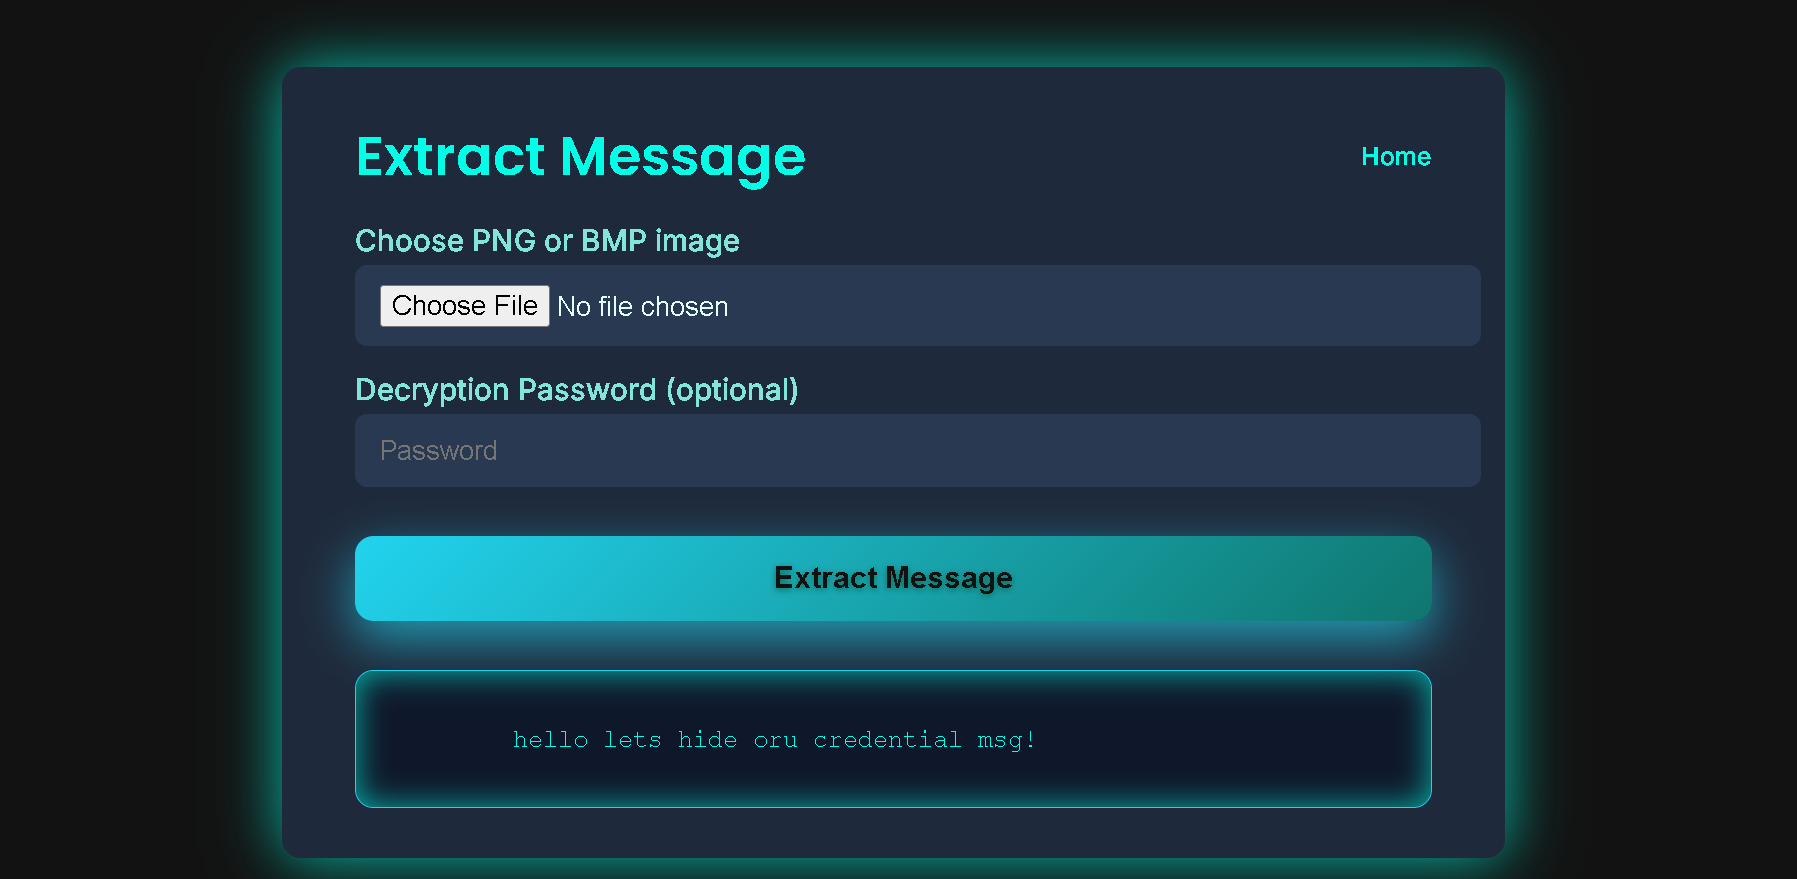 Extract Message
Home
Choose PNG or BMP image
Choose File No file chosen
Decryption Password (optional)
Password
Extract Message
hello lets hide oru credential msg!